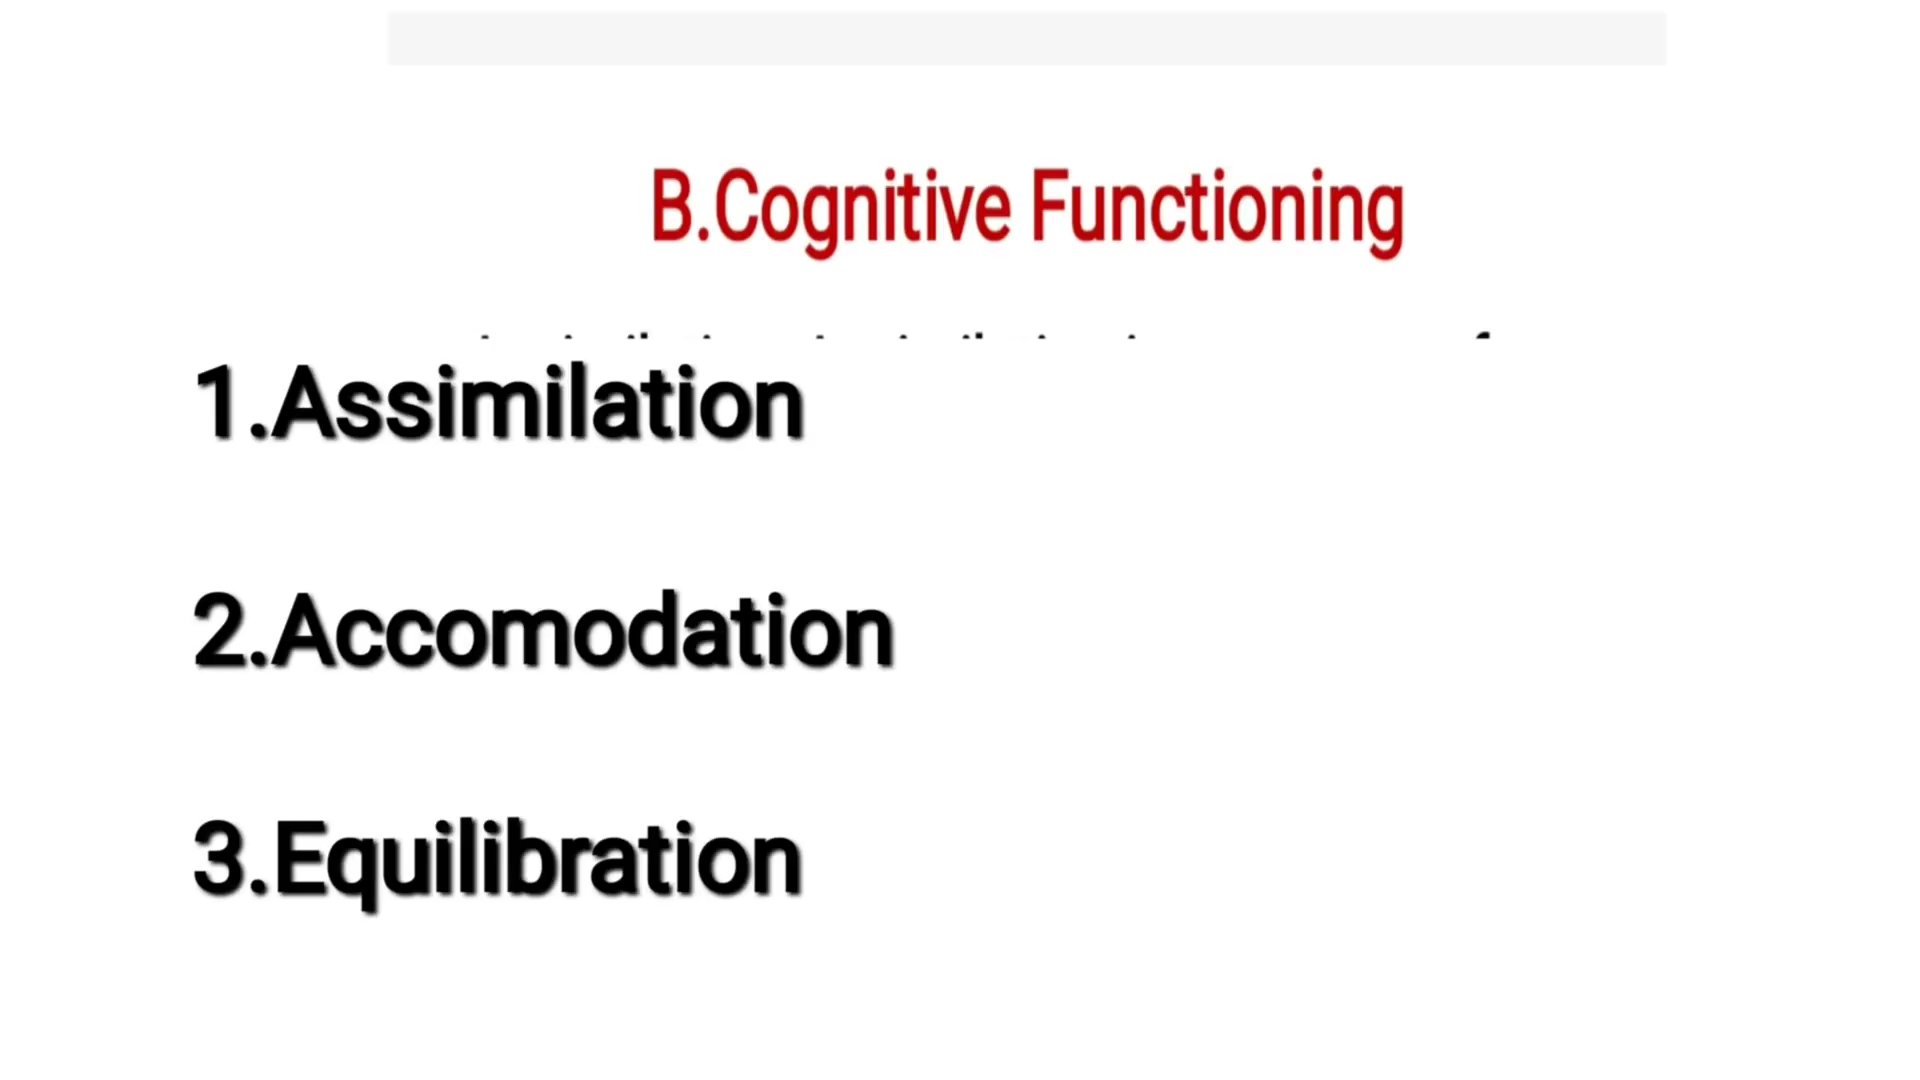 B.Cognitive Functioning
1.Assimilation
2.Accomodation
3.Equilibration